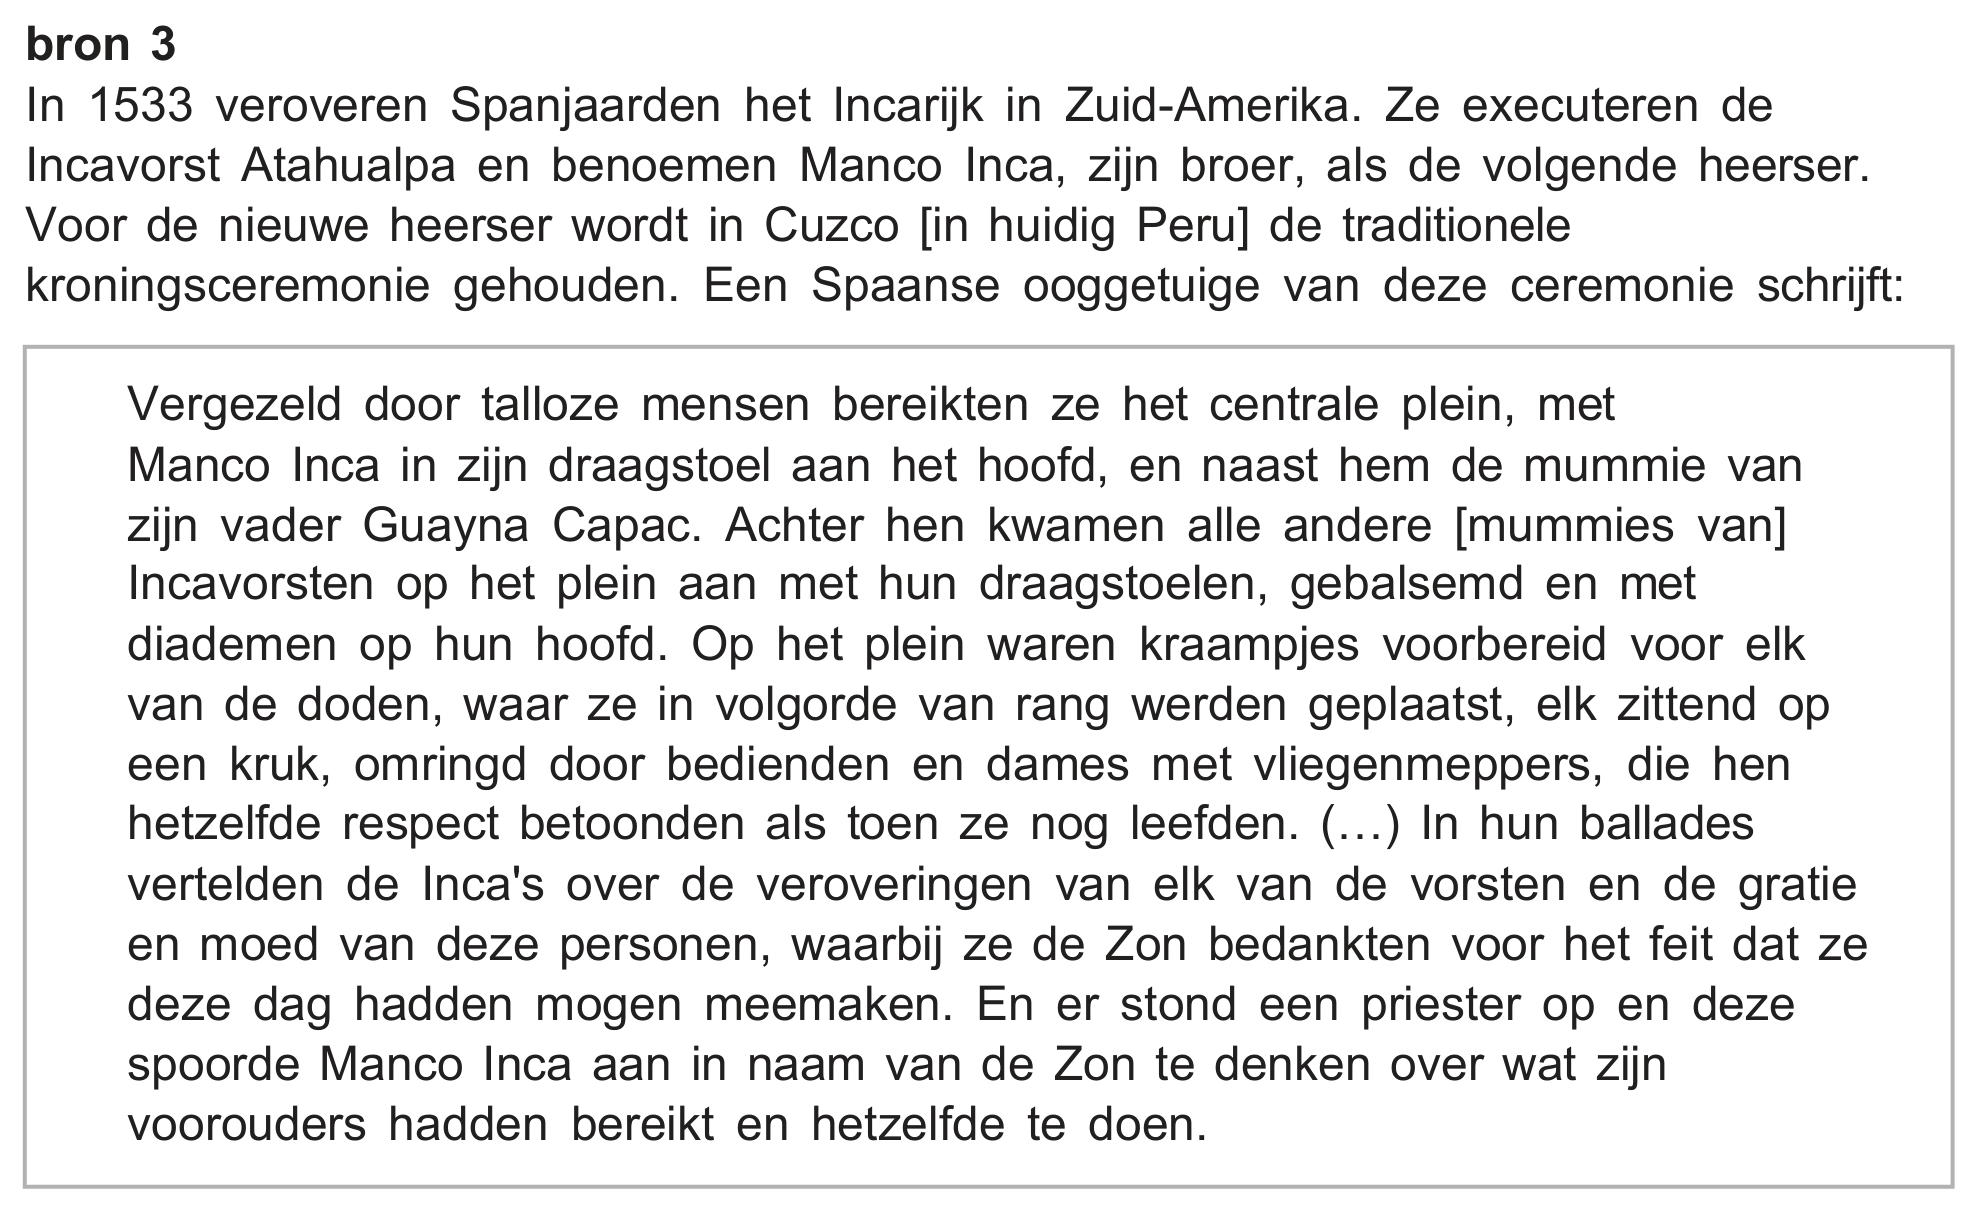 bron 3
In 1533 veroveren Spanjaarden het Incarijk in Zuid-Amerika. Ze executeren de
Incavorst Atahualpa en benoemen Manco Inca, zijn broer, als de volgende heerser.
Voor de nieuwe heerser wordt in Cuzco [in huidig Peru] de traditionele
kroningsceremonie gehouden. Een Spaanse ooggetuige van deze ceremonie schrijft:
Vergezeld door talloze mensen bereikten ze het centrale plein, met
Manco Inca in zijn draagstoel aan het hoofd, en naast hem de mummie van
zijn vader Guayna Capac. Achter hen kwamen alle andere [mummies van]
Incavorsten op het plein aan met hun draagstoelen, gebalsemd en met
diademen op hun hoofd. Op het plein waren kraampjes voorbereid voor elk
van de doden, waar ze in volgorde van rang werden geplaatst, elk zittend op
een kruk, omringd door bedienden en dames met vliegenmeppers, die hen
hetzelfde respect betoonden als toen ze nog leefden. (…) In hun ballades
vertelden de Inca's over de veroveringen van elk van de vorsten en de gratie
en moed van deze personen, waarbij ze de Zon bedankten voor het feit dat ze
deze dag hadden mogen meemaken. En er stond een priester op en deze
spoorde Manco Inca aan in naam van de Zon te denken over wat zijn
voorouders hadden bereikt en hetzelfde te doen.